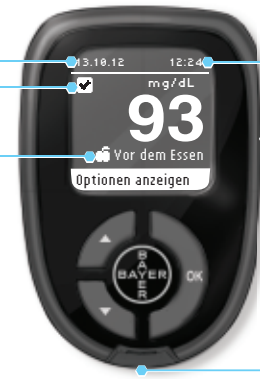 13.10.12 12:24
mg/dL
93
Vor dem Essen
Optionen anzeigen
BAYER
BAYER
OK